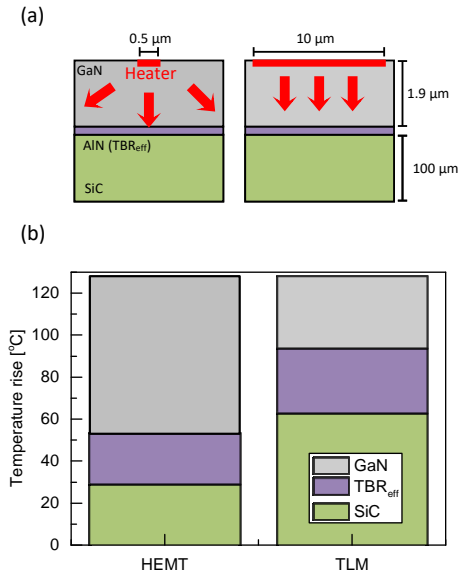 (a)
0.5 µm
10 µm
GaN
Heater
1.9 µm
AlN (TBReff)
100 µm
SiC
(b)
Temperature rise [°C]
120
100
80
60
40
20
0
GaN
TBReff
SiC
HEMT
TLM